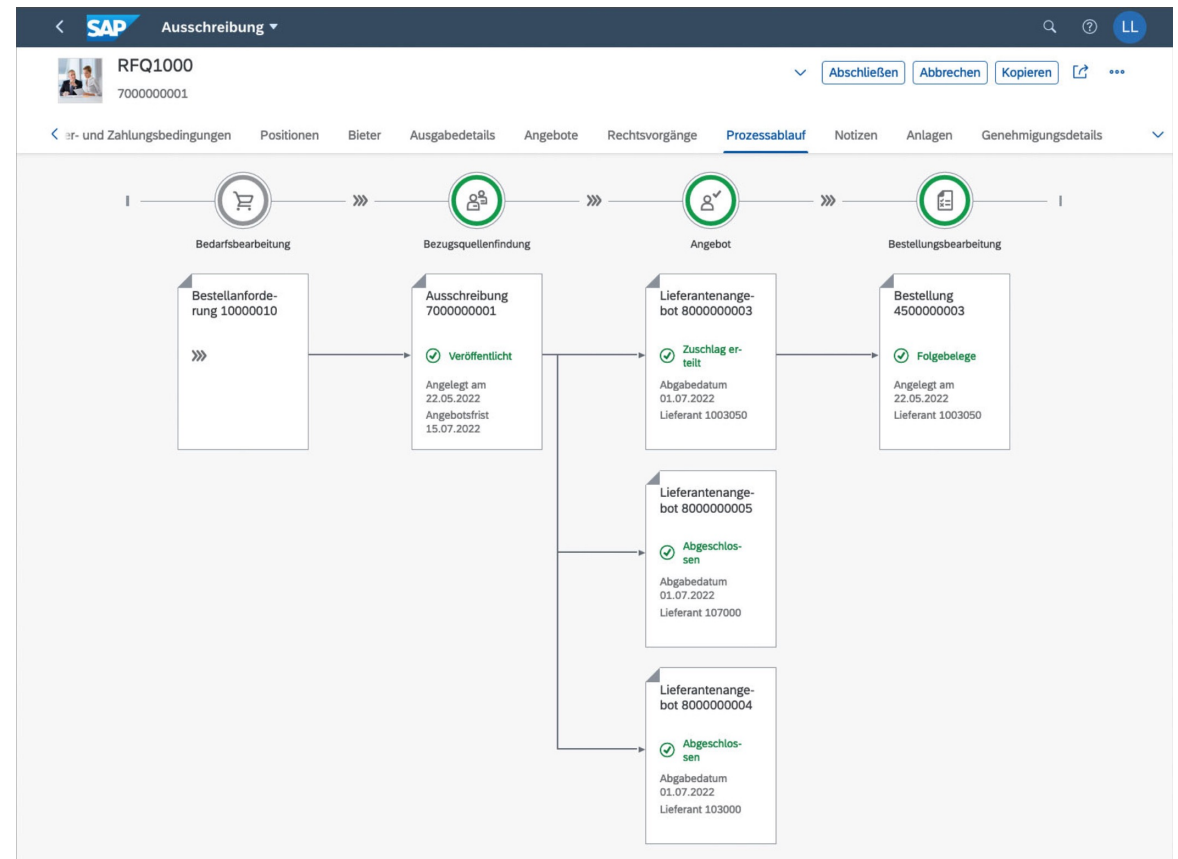 SAP Ausschreibung
LL
RFQ1000
7000000001
Abschließen Abbrechen Kopieren
er- und Zahlungsbedingungen Positionen Bieter Ausgabedetails Angebote Rechtsvorgänge Prozessablauf Notizen Anlagen Genehmigungsdetails
Bedarfsbearbeitung
Bezugsquellenfindung
Angebot
Bestellungsbearbeitung
Bestellanforde-
rung 10000010
Ausschreibung
7000000001
Veröffentlicht
Angelegt am
22.05.2022
Angebotsfrist
15.07.2022
Lieferantenange-
bot 8000000003
Zuschlag er-
teilt
Abgabedatum
01.07.2022
Lieferant 1003050
Bestellung
4500000003
Folgebelege
Angelegt am
22.05.2022
Lieferant 1003050
Lieferantenange-
bot 8000000005
Abgeschlos-
sen
Abgabedatum
01.07.2022
Lieferant 107000
Lieferantenange-
bot 8000000004
Abgeschlos-
sen
Abgabedatum
01.07.2022
Lieferant 103000